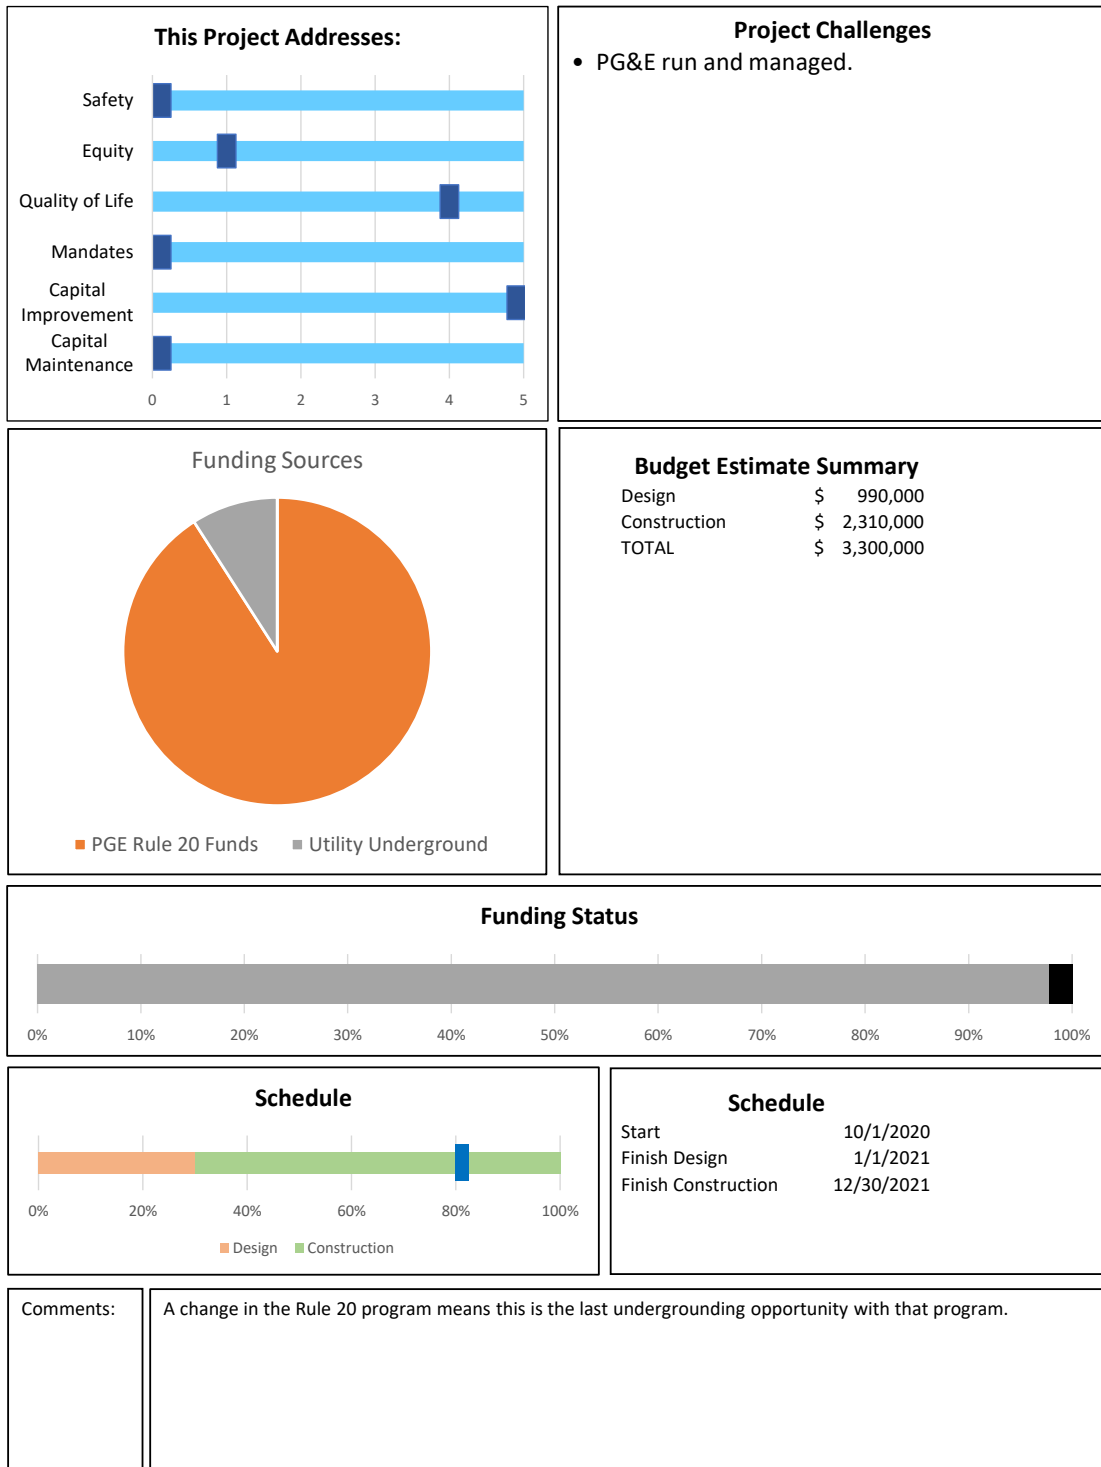 This Project Addresses:
Safety
Equity
Quality of Life
Mandates
Capital
Improvement
Capital
Maintenance
0 1 2 3 4 5
Project Challenges
• PG&E run and managed.
Funding Sources
PGE Rule 20 Funds Utility Underground
Budget Estimate Summary
Design $ 990,000
Construction $ 2,310,000
TOTAL $ 3,300,000
Funding Status
0% 10% 20% 30% 40% 50% 60% 70% 80% 90% 100%
Schedule
0% 20% 40% 60% 80% 100%
Design Construction
Schedule
Start 10/1/2020
Finish Design 1/1/2021
Finish Construction 12/30/2021
Comments:
A change in the Rule 20 program means this is the last undergrounding opportunity with that program.